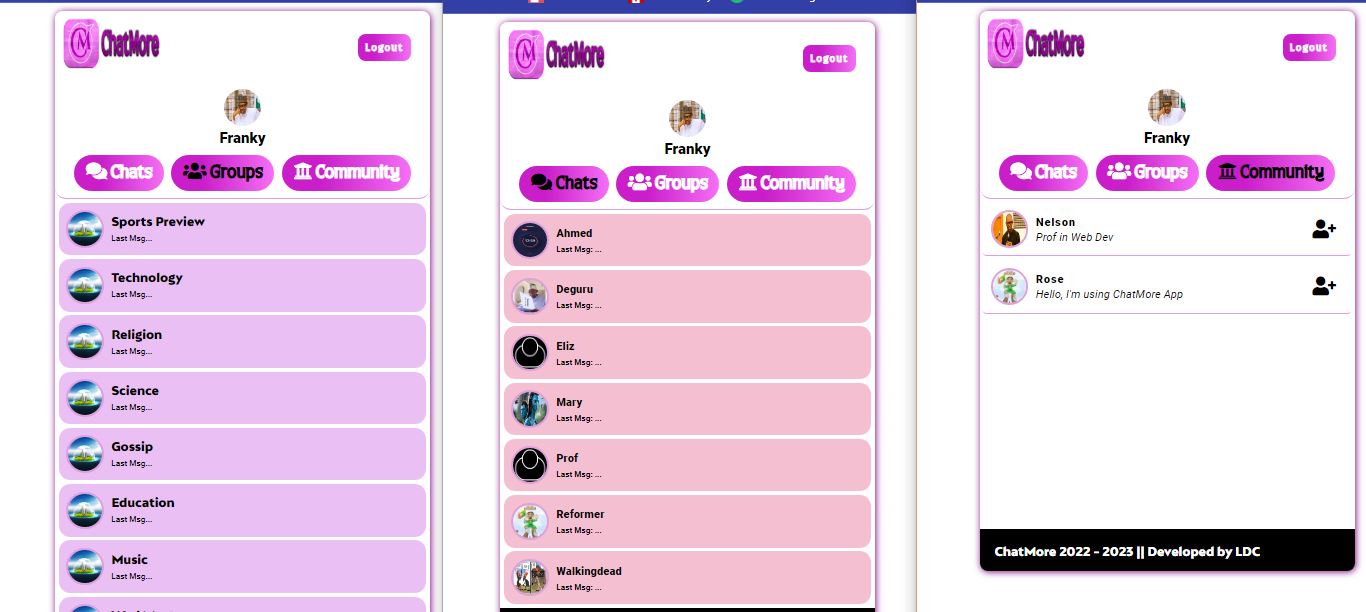 CM ChatMore
Logout
Franky
Chats Groups Community
Sports Preview
Last Msg...
Technology
Last Msg...
Religion
Last Msg...
Science
Last Msg...
Gossip
Last Msg...
Education
Last Msg...
Music
Last Msg...
CM ChatMore
Logout
Franky
Chats Groups Community
Ahmed
Last Msg: ...
Deguru
Last Msg: ...
Eliz
Last Msg: ...
Mary
Last Msg: ...
Prof
Last Msg: ...
Reformer
Last Msg: ...
Walkingdead
Last Msg: ...
CM ChatMore
Logout
Franky
Chats Groups Community
Nelson
Prof in Web Dev
Rose
Hello, I'm using ChatMore App
ChatMore 2022 - 2023 || Developed by LDC